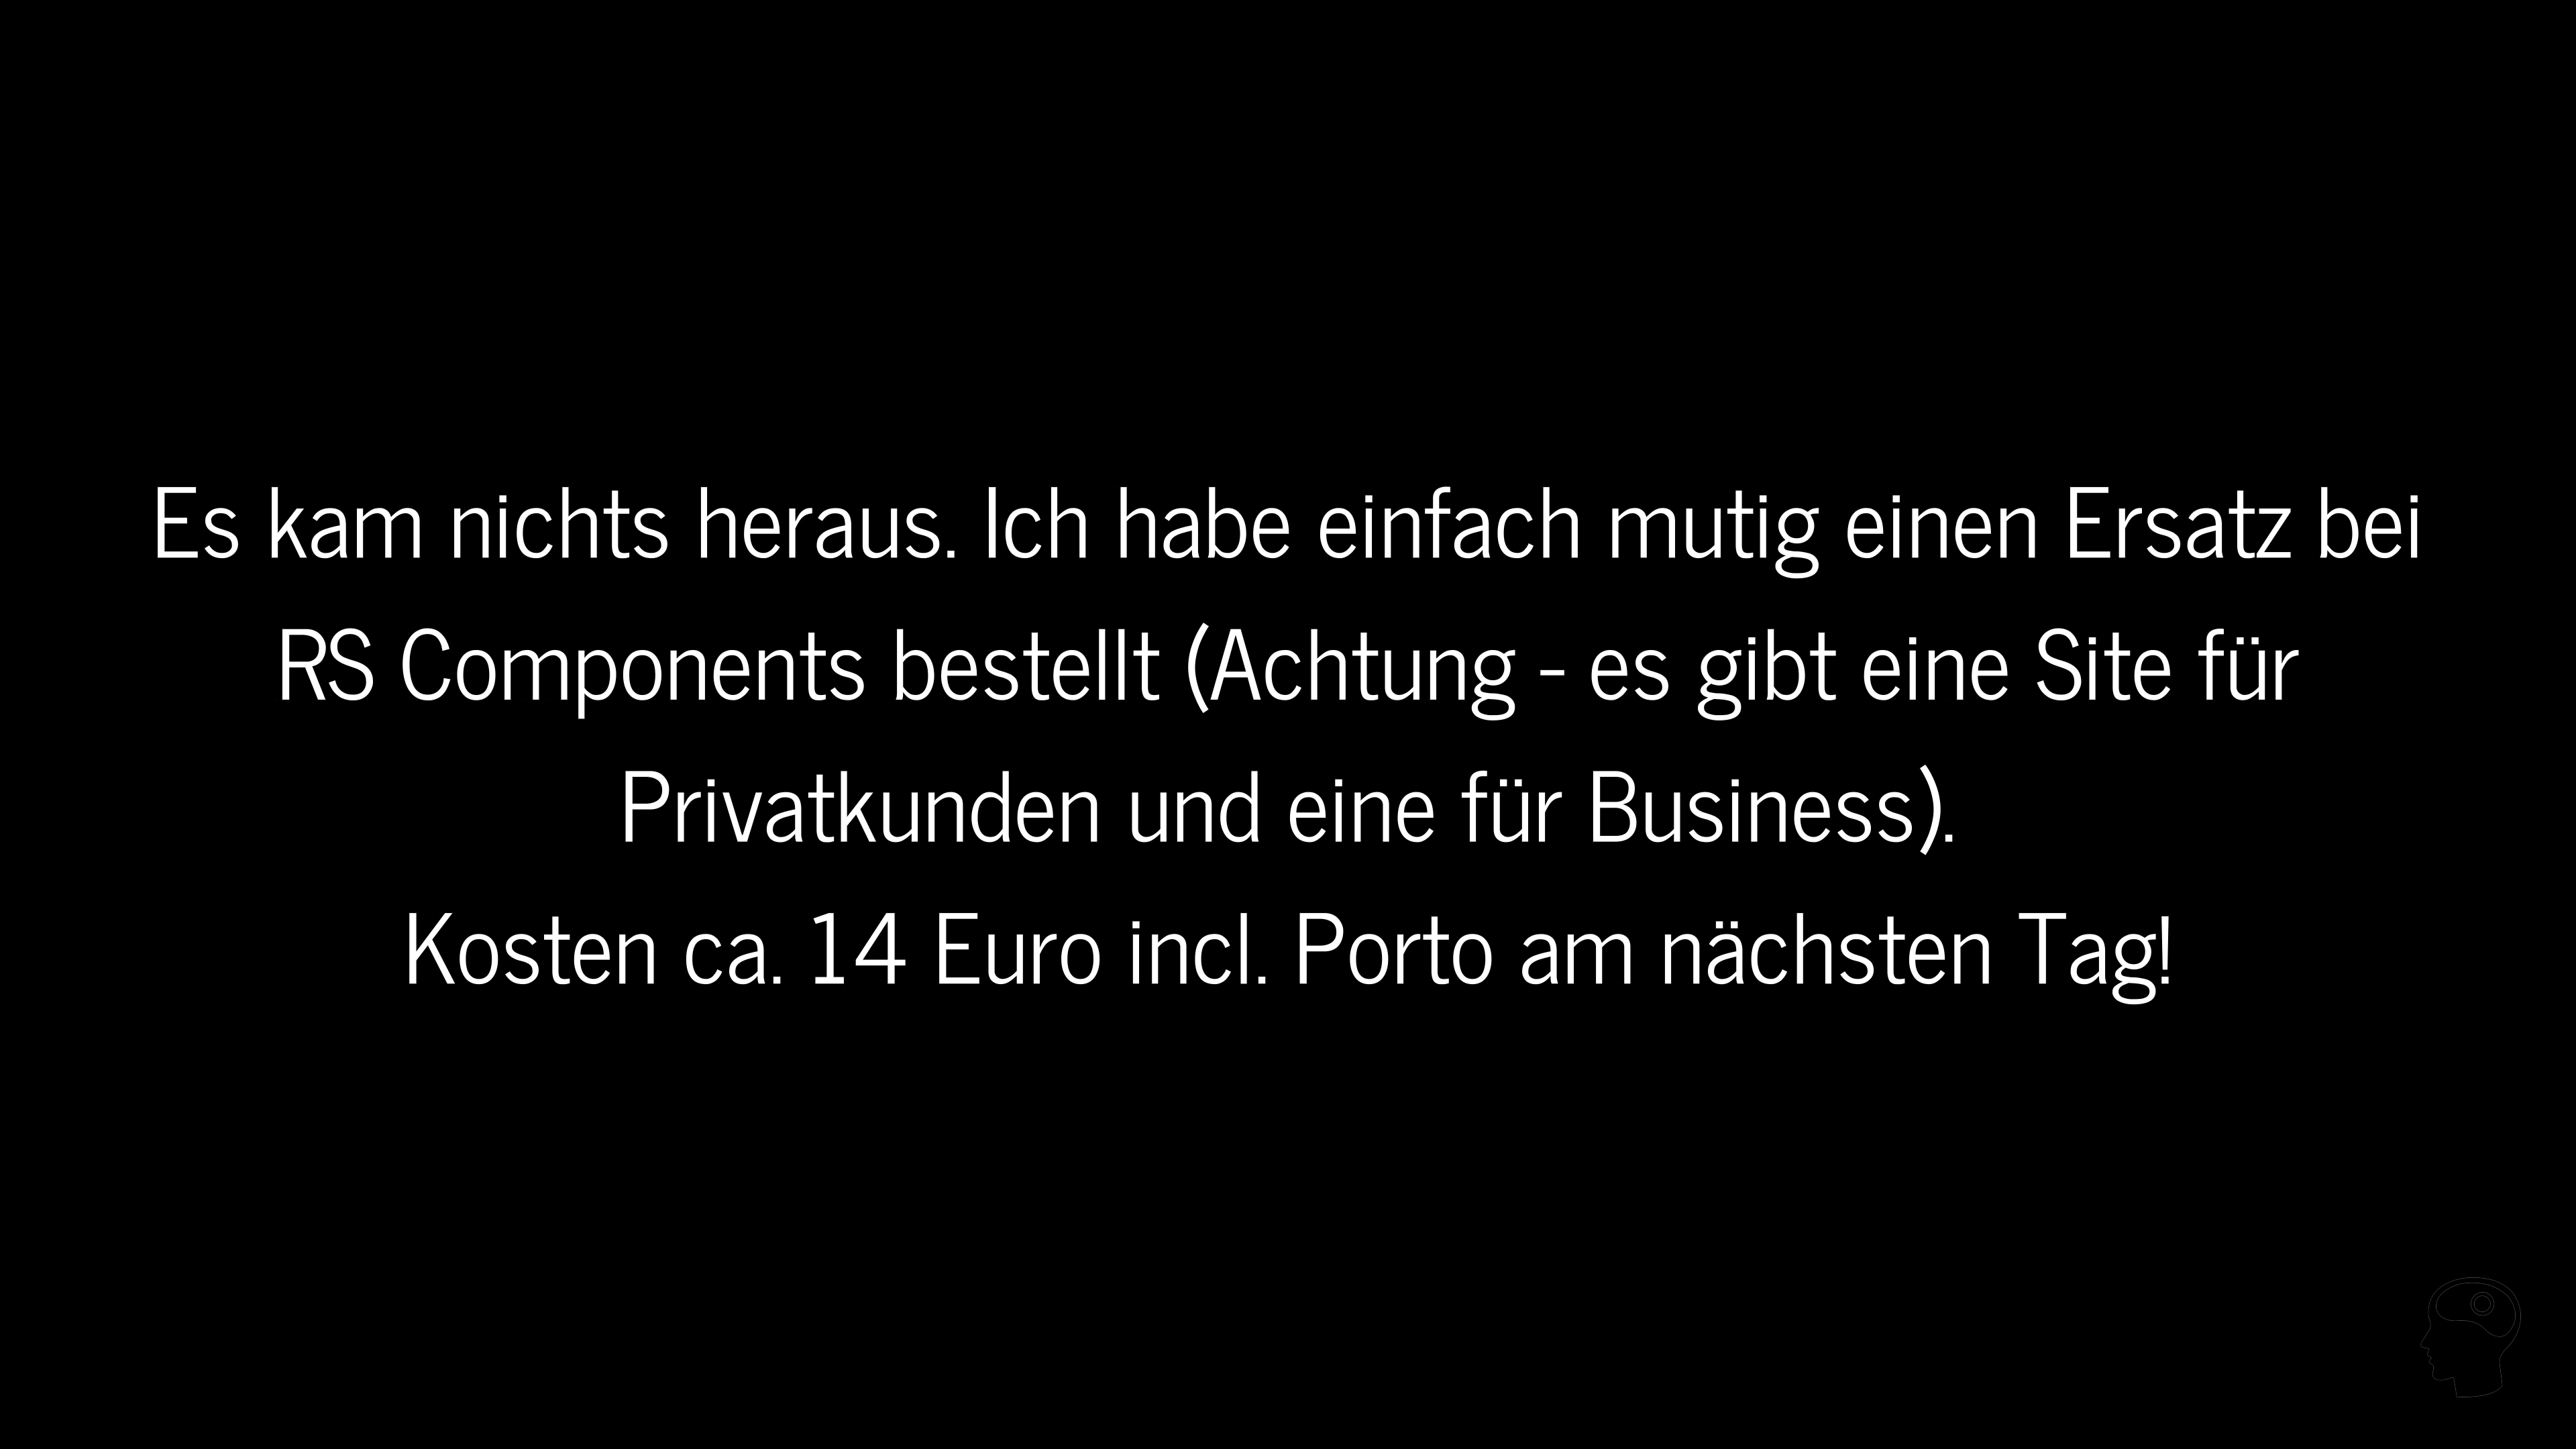 Es kam nichts heraus. Ich habe einfach mutig einen Ersatz bei
RS Components bestellt (Achtung - es gibt eine Site für
Privatkunden und eine für Business).
Kosten ca. 14 Euro incl. Porto am nächsten Tag!